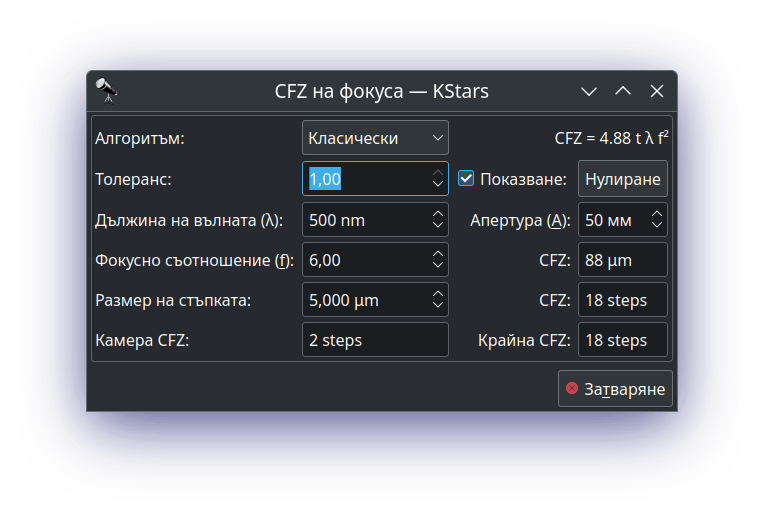 CFZ на фокуса — KStars
Алгоритъм: Класически CFZ = 4.88 t λ f²
Толеранс: 1,00 Показване: Нулиране
Дължина на вълната (λ): 500 nm Апертура (A): 50 мм
Фокусно съотношение (f): 6,00 CFZ: 88 μm
Размер на стъпката: 5,000 μm CFZ: 18 steps
Камера CFZ: 2 steps Крайна CFZ: 18 steps
Затваряне